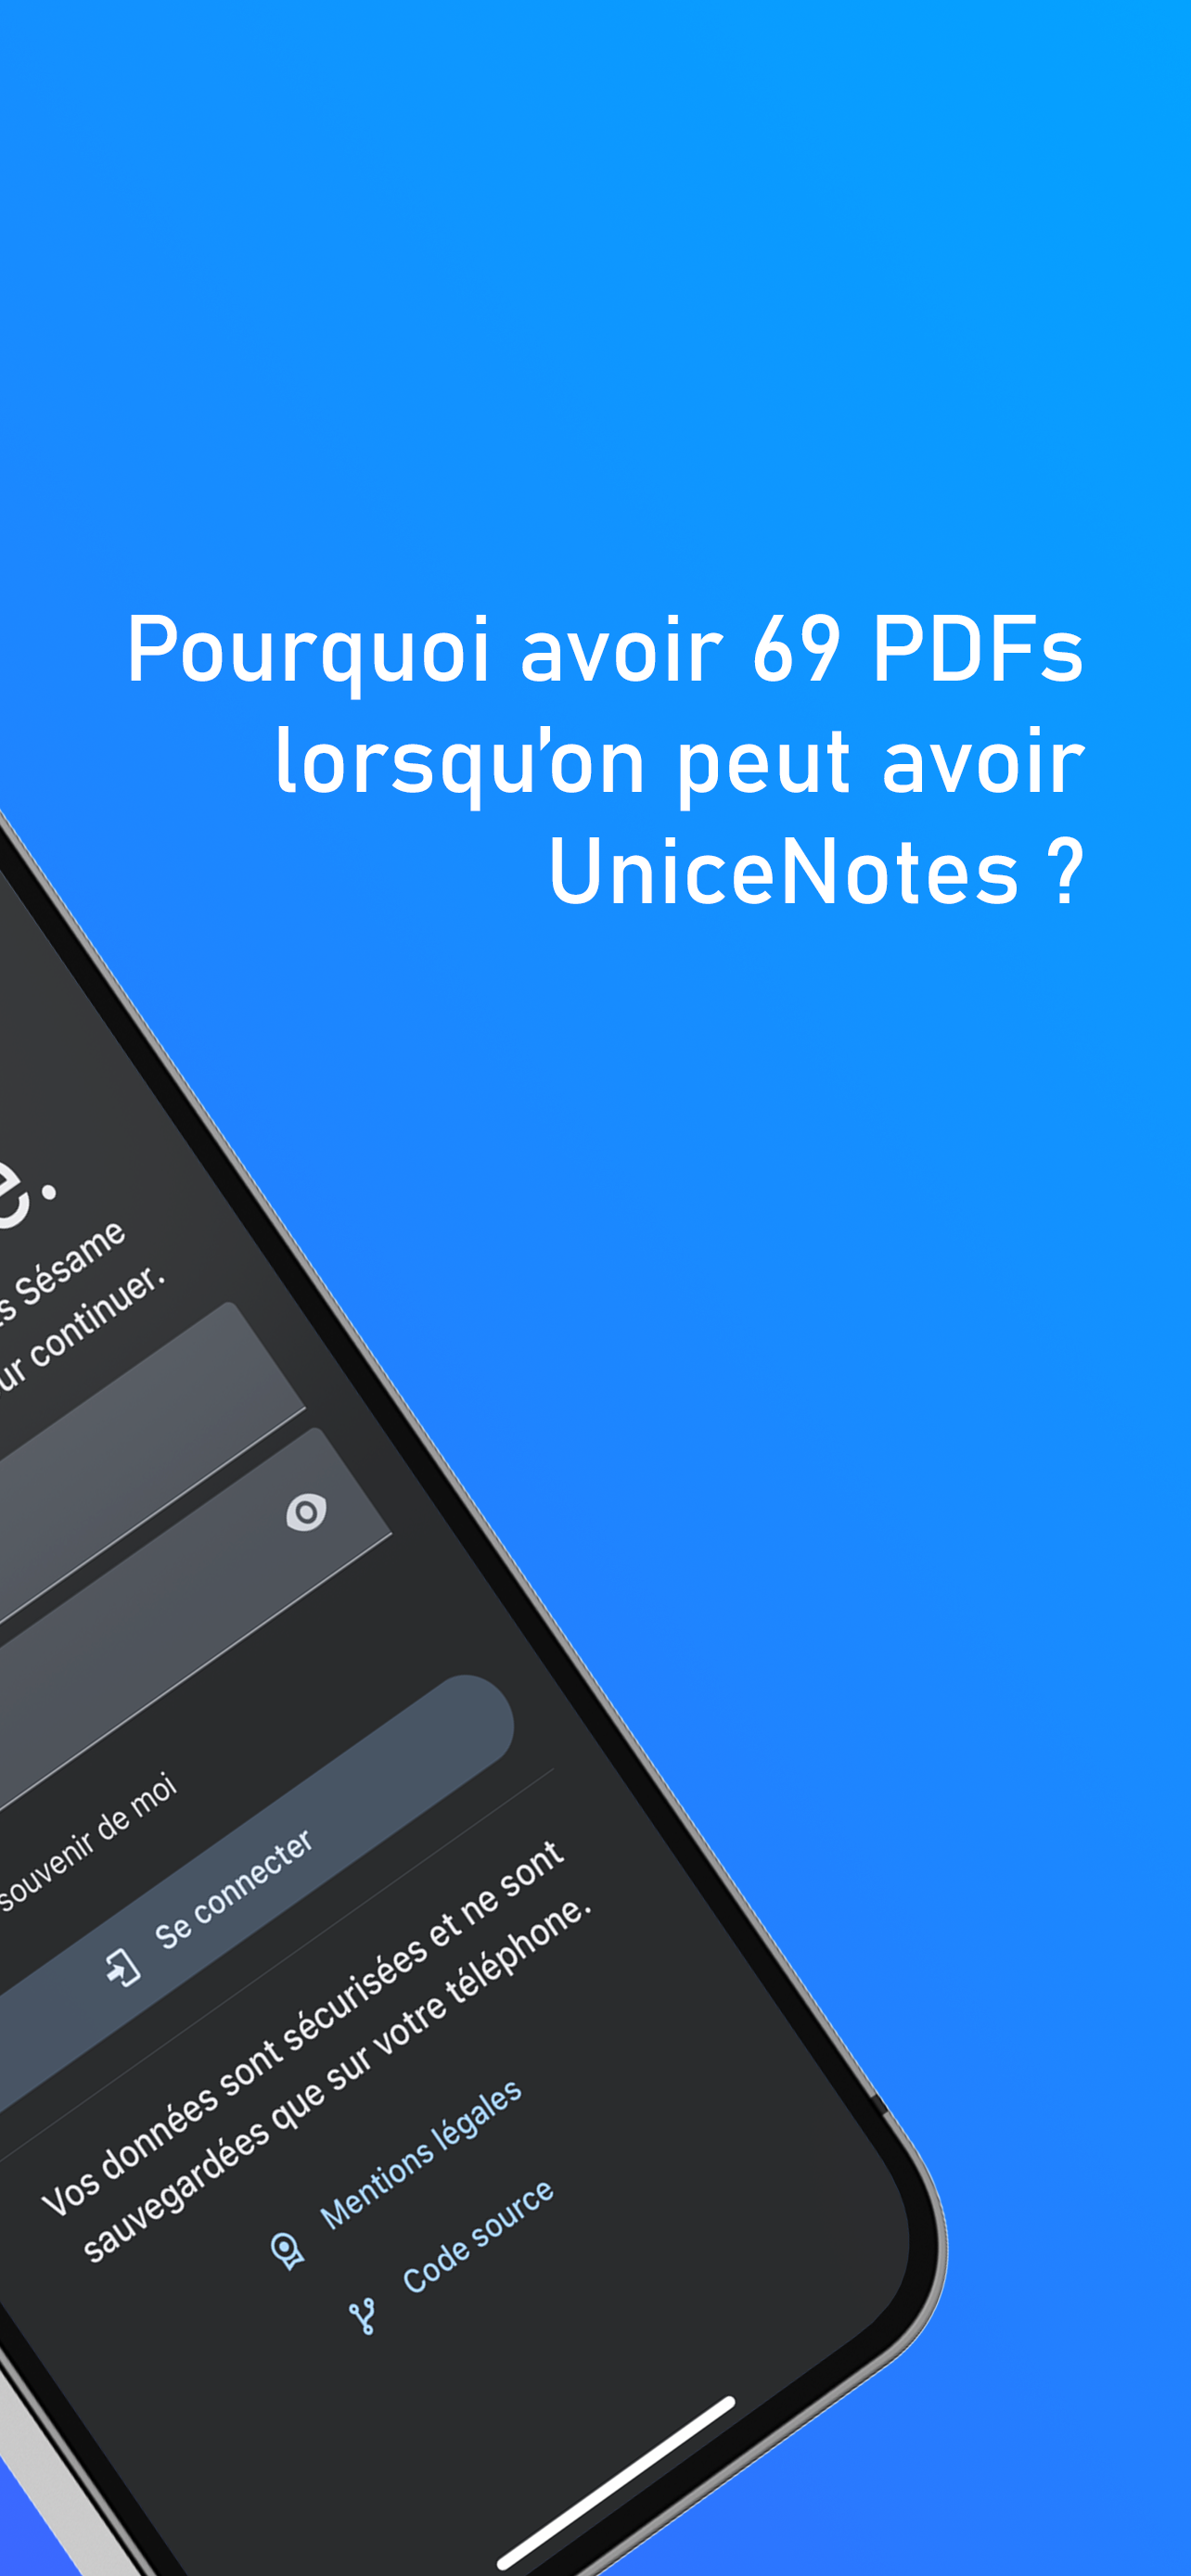 Pourquoi avoir 69 PDFs
lorsqu’on peut avoir
UniceNotes ?
Sésame
continuer.
souvenir de moi
Se connecter
Vos données sont sécurisées et ne sont
sauvegardées que sur votre téléphone.
Mentions légales
Code source